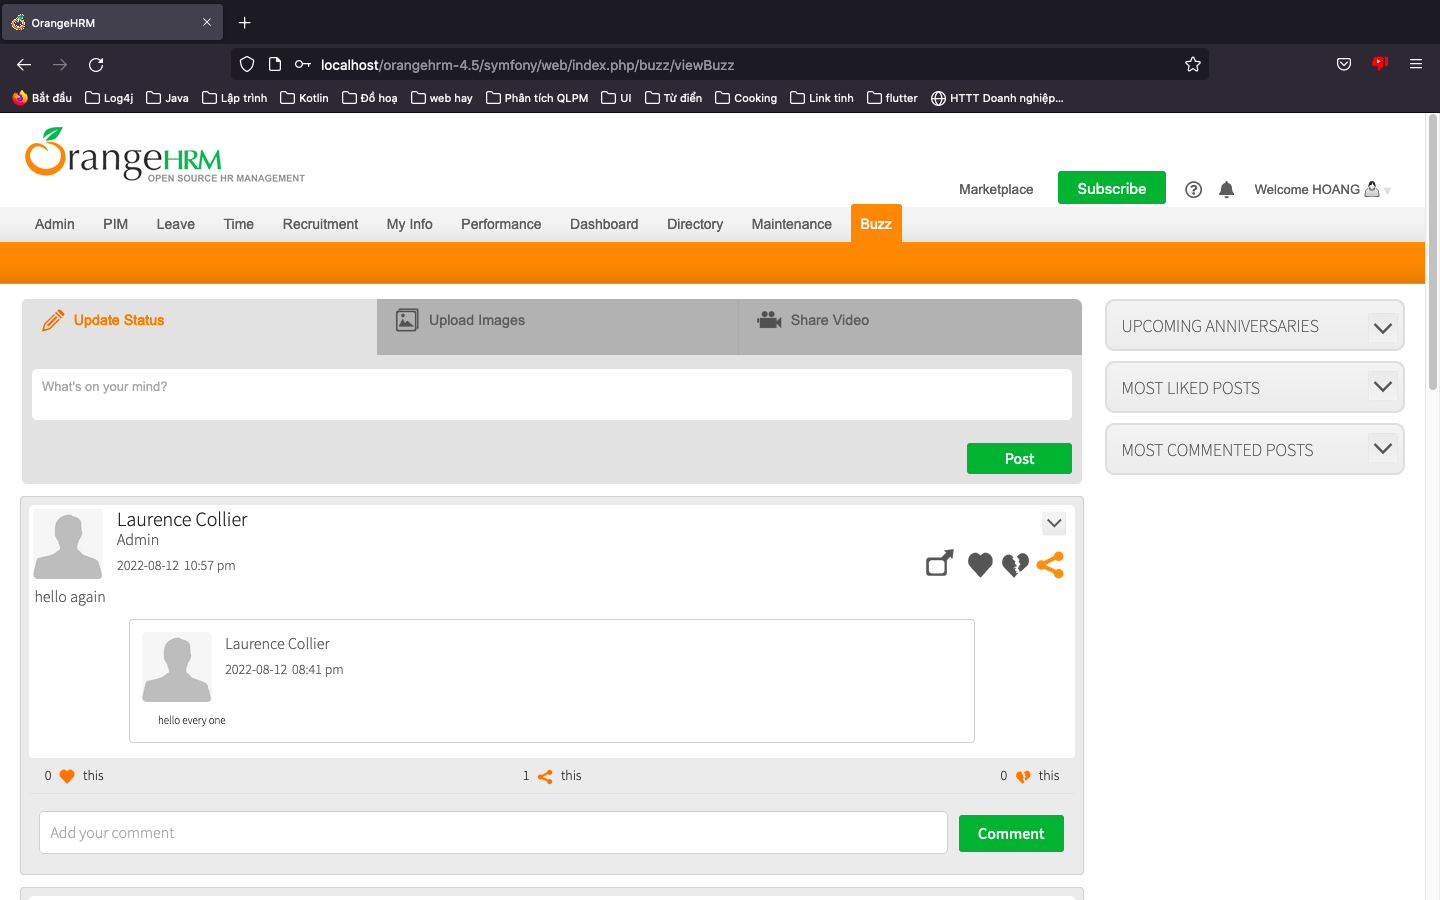 OrangeHRM
localhost/orangehrm-4.5/symfony/web/index.php/buzz/viewBuzz
Bắt đầu Log4j Java Lập trình Kotlin Đồ hoạ web hay Phân tích QLPM UI Từ điển Cooking Link tinh flutter HTTT Doanh nghiệp...
OrangeHRM
OPEN SOURCE HR MANAGEMENT
Marketplace Subscribe Welcome HOANG
Admin PIM Leave Time Recruitment My Info Performance Dashboard Directory Maintenance Buzz
Update Status Upload Images Share Video
What's on your mind?
Post
UPCOMING ANNIVERSARIES
MOST LIKED POSTS
MOST COMMENTED POSTS
Laurence Collier
Admin
2022-08-12 10:57 pm
hello again
Laurence Collier
2022-08-12 08:41 pm
hello every one
0 this 1 this 0 this
Add your comment Comment